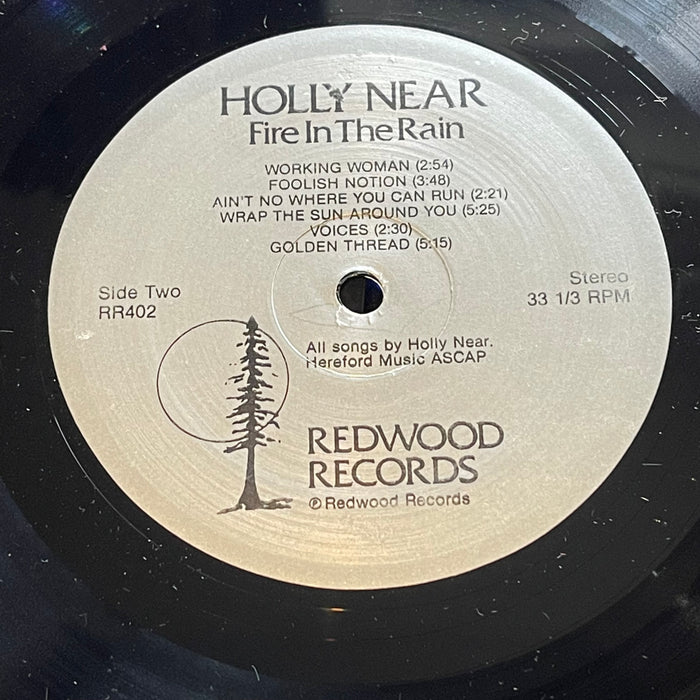 HOLLY NEAR
Fire In The Rain
WORKING WOMAN (2:54)
FOOLISH NOTION (3:48)
AIN'T NO WHERE YOU CAN RUN (2:21)
WRAP THE SUN AROUND YOU (5:25)
VOICES (2:30)
GOLDEN THREAD (5:15)
Side Two
RR402
Stereo
33 1/3 RPM
All songs by Holly Near.
Hereford Music ASCAP
REDWOOD
RECORDS
℗ Redwood Records